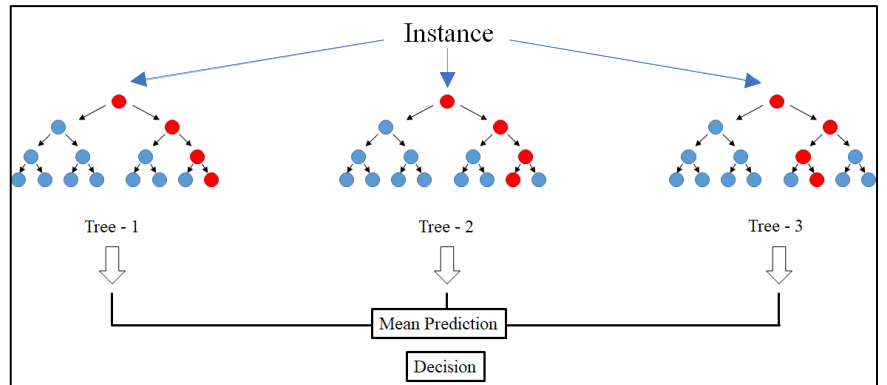 Instance
Tree - 1
Tree - 2
Tree - 3
Mean Prediction
Decision